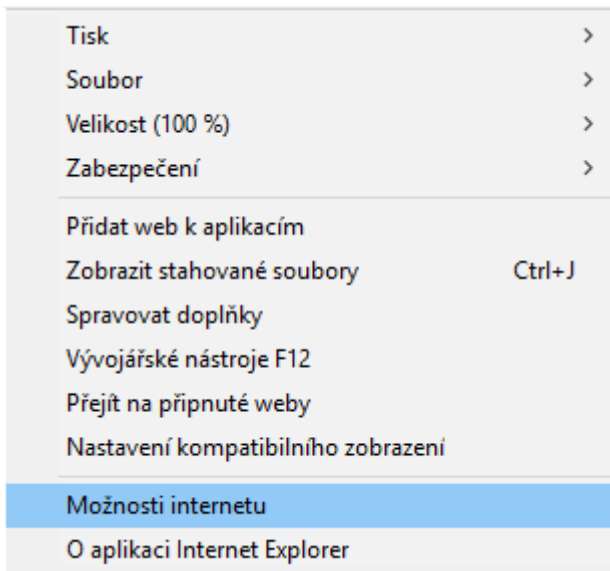 Tisk
Soubor
Velikost (100 %)
Zabezpečení
Přidat web k aplikacím
Zobrazit stahované soubory Ctrl+J
Spravovat doplňky
Vývojářské nástroje F12
Přejít na připnuté weby
Nastavení kompatibilního zobrazení
Možnosti internetu
O aplikaci Internet Explorer